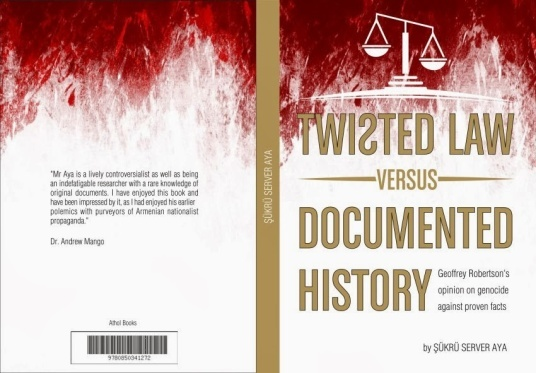 "Mr Aya is a lively controversialist as well as being
an indefatigable researcher with a rare knowledge of
original documents. I have enjoyed this book and
have been impressed by it, as I had enjoyed his earlier
polemics with purveyors of Armenian nationalist
propaganda."
Dr. Andrew Mango
Athol Books
9780850341272
ŞÜKRÜ SERVER AYA
TWISTED LAW
VERSUS
DOCUMENTED
HISTORY
Geoffrey Robertson's
opinion on genocide
against proven facts
by ŞÜKRÜ SERVER AYA